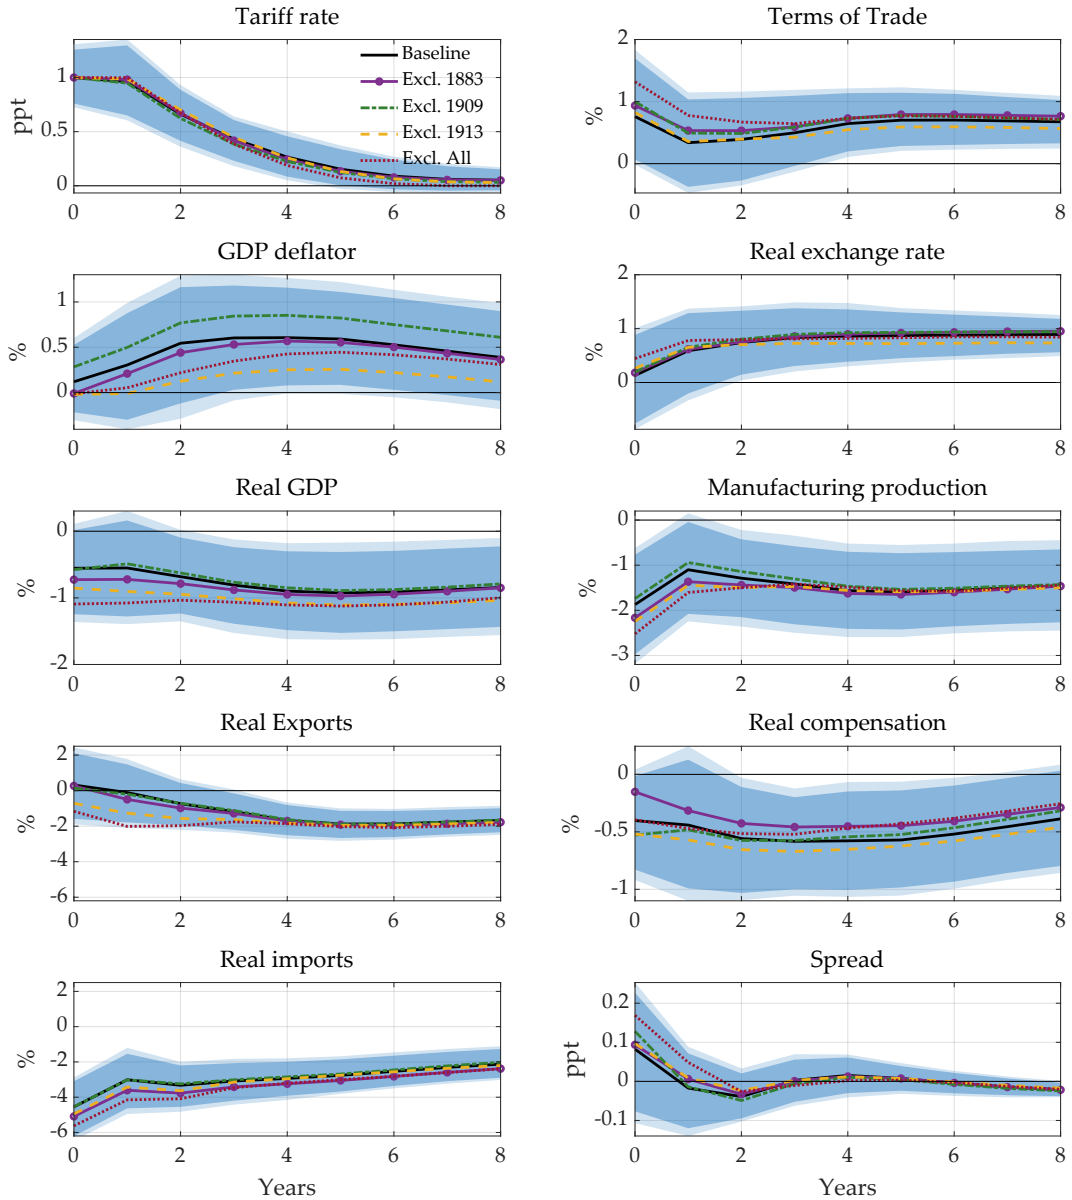 Tariff rate
ppt
1
0.5
0
0 2 4 6 8
Baseline
Excl. 1883
Excl. 1909
Excl. 1913
Excl. All
Terms of Trade
%
2
1
0
0 2 4 6 8
GDP deflator
%
1
0.5
0
0 2 4 6 8
Real exchange rate
%
2
1
0
0 2 4 6 8
Real GDP
%
0
-1
-2
0 2 4 6 8
Manufacturing production
%
0
-1
-2
-3
0 2 4 6 8
Real Exports
%
2
0
-2
-4
-6
0 2 4 6 8
Real compensation
%
0
-0.5
-1
0 2 4 6 8
Real imports
%
2
0
-2
-4
-6
0 2 4 6 8
Years
Spread
ppt
0.2
0.1
0
-0.1
0 2 4 6 8
Years